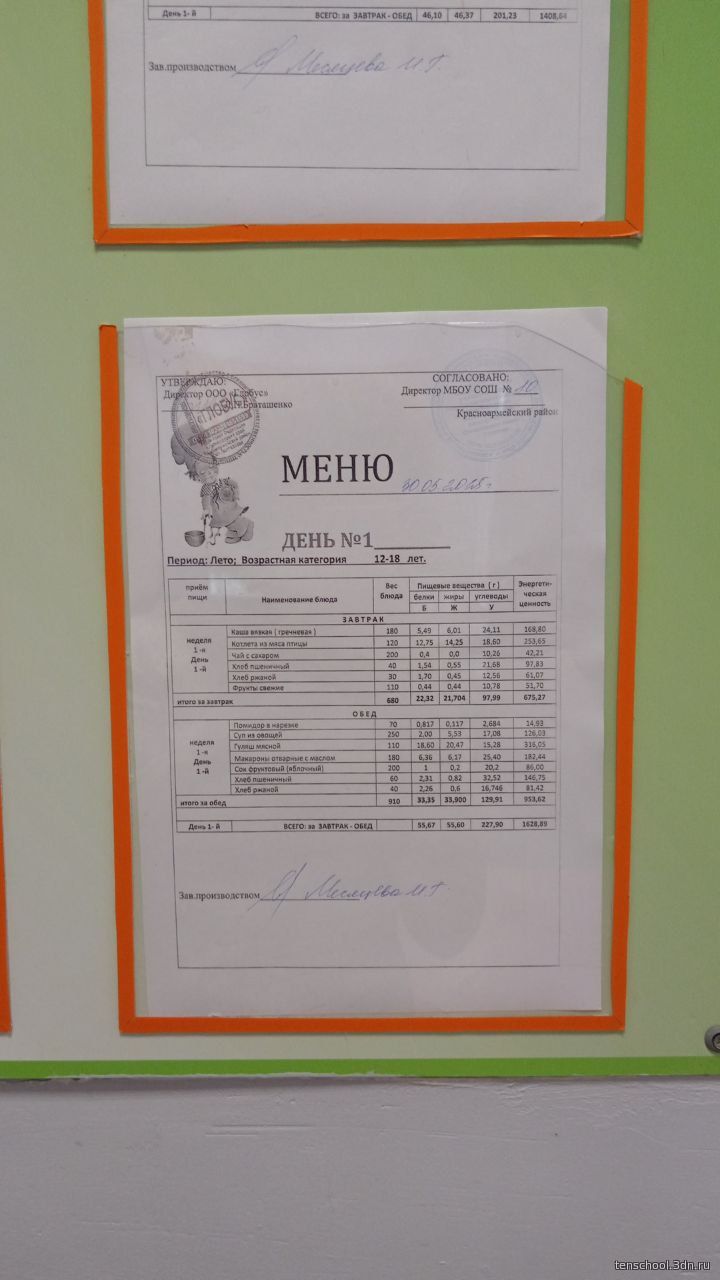 День 1- й ВСЕГО: за ЗАВТРАК - ОБЕД 46,10 46,37 201,23 1408,64
Зав.производством Месяцева И Г.
УТВЕРЖДАЮ: СОГЛАСОВАНО:
Директор ООО «Глобус» Директор МБОУ СОШ № 10
Браташенко
Красноармейский район
МЕНЮ 30 05 2025г
ДЕНЬ №1
Период: Лето; Возрастная категория 12-18 лет.
приём пищи Наименование блюда Вес блюда Пищевые вещества ( г ) Энергети-ческая ценность
белки жиры углеводы
Б Ж У
ЗАВТРАК
неделя 1 -я День 1 -й
Каша вязкая ( гречневая ) 180 5,49 6,01 24,11 168,80
Котлета из мяса птицы 120 12,75 14,25 18,60 253,65
Чай с сахаром 200 0,4 0,0 10,26 42,21
Хлеб пшеничный 40 1,54 0,55 21,68 97,83
Хлеб ржаной 30 1,70 0,45 12,56 61,07
Фрукты свежие 110 0,44 0,44 10,78 51,70
итого за завтрак 680 22,32 21,704 97,99 675,27
ОБЕД
неделя 1 -я День 1 -й
Помидор в нарезке 70 0,817 0,117 2,684 14,93
Суп из овощей 250 2,00 5,53 17,08 126,03
Гуляш мясной 110 18,60 20,47 15,28 316,05
Макароны отварные с маслом 180 6,36 6,17 25,40 182,44
Сок фруктовый (яблочный) 200 1 0,2 20,2 86,00
Хлеб пшеничный 60 2,31 0,82 32,52 146,75
Хлеб ржаной 40 2,26 0,6 16,746 81,42
итого за обед 910 33,35 33,900 129,91 953,62
День 1- й ВСЕГО: за ЗАВТРАК - ОБЕД 55,67 55,60 227,90 1628,89
Зав.производством Месяцева И Г.
tenschool.3dn.ru